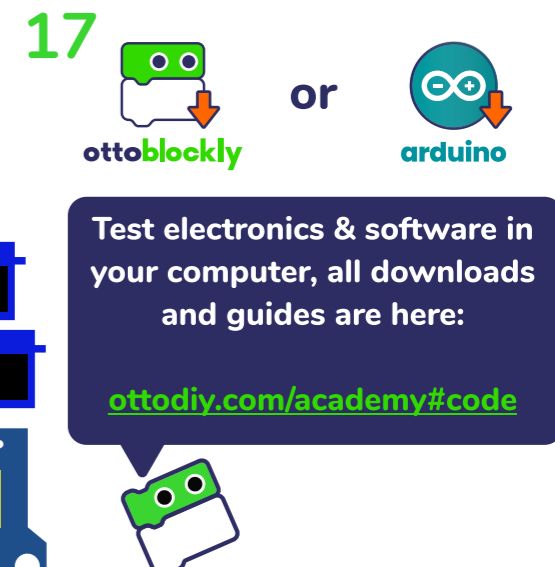 17
or
ottoblockly
arduino
Test electronics & software in
your computer, all downloads
and guides are here:
ottodiy.com/academy#code